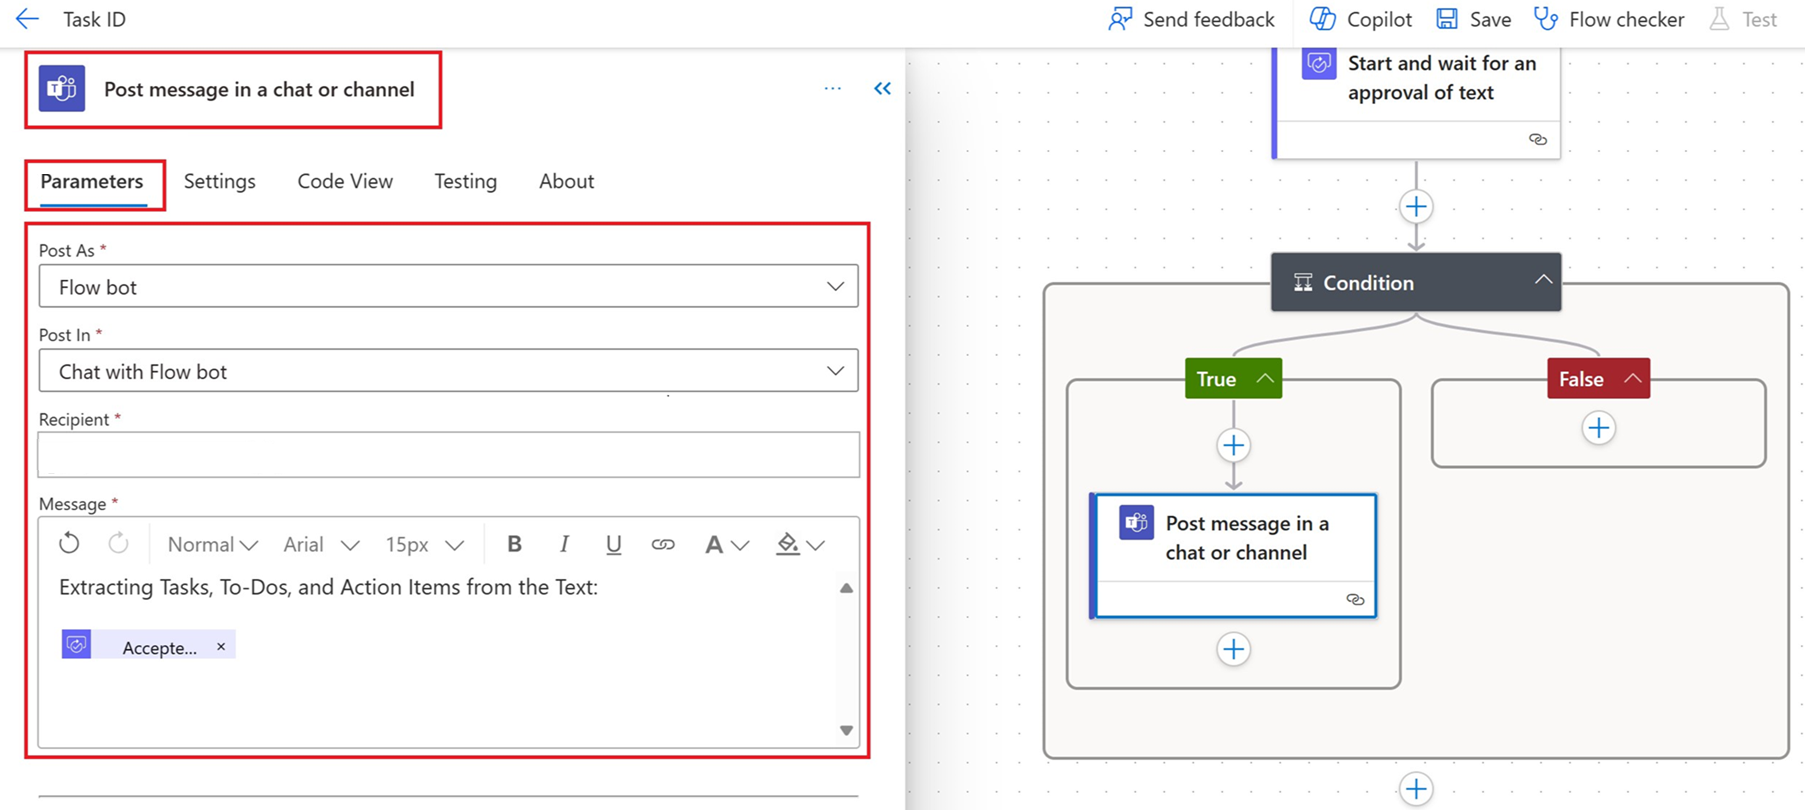 Task ID
Send feedback
Copilot
Save
Flow checker
Test
Post message in a chat or channel
Parameters
Settings
Code View
Testing
About
Post As *
Flow bot
Post In *
Chat with Flow bot
Recipient *
Message *
Normal
Arial
15px
B
I
U
A
Extracting Tasks, To-Dos, and Action Items from the Text:
Accepte... ×
Start and wait for an
approval of text
Condition
True
False
Post message in a
chat or channel